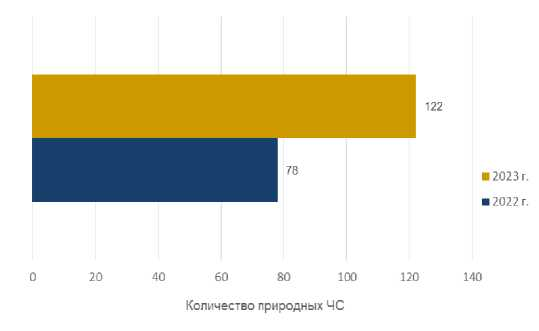 122
78
2023 г.
2022 г.
0 20 40 60 80 100 120 140
Количество природных ЧС